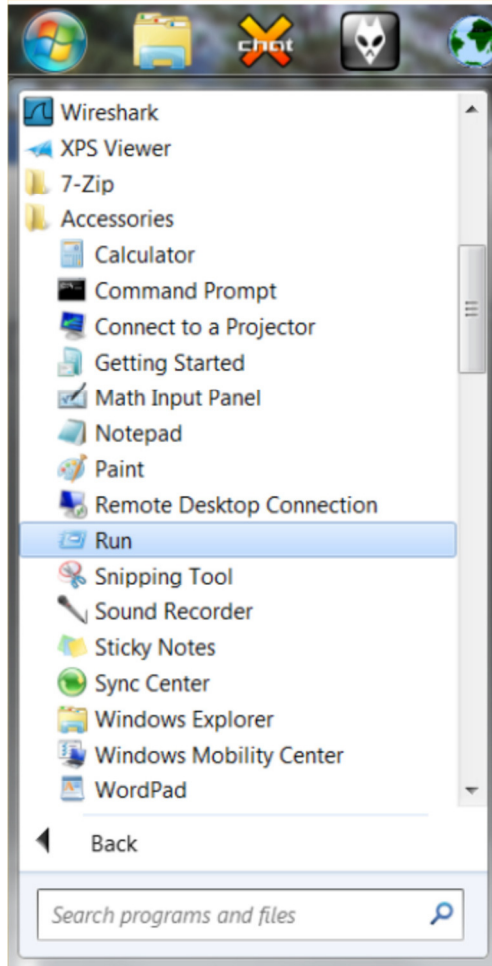 chat
Wireshark
XPS Viewer
7-Zip
Accessories
Calculator
Command Prompt
Connect to a Projector
Getting Started
Math Input Panel
Notepad
Paint
Remote Desktop Connection
Run
Snipping Tool
Sound Recorder
Sticky Notes
Sync Center
Windows Explorer
Windows Mobility Center
WordPad
Back
Search programs and files